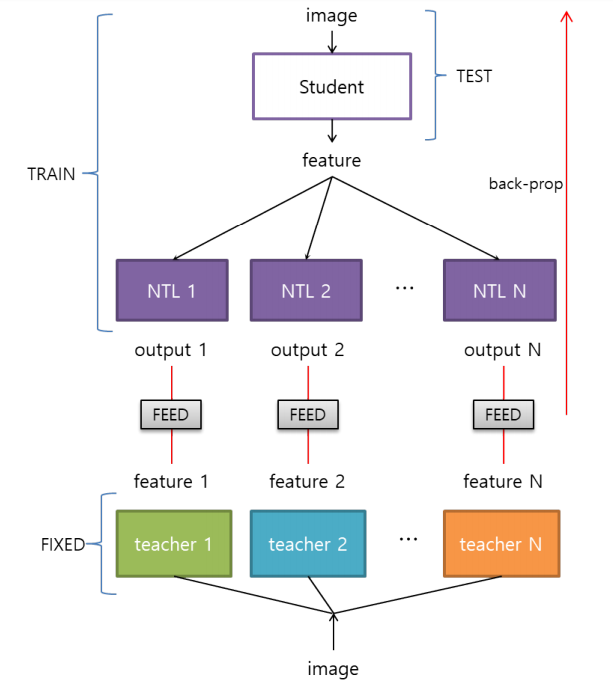 image
Student
TEST
feature
TRAIN
back-prop
NTL 1
NTL 2
...
NTL N
output 1
output 2
output N
FEED
FEED
FEED
feature 1
feature 2
feature N
FIXED
teacher 1
teacher 2
...
teacher N
image